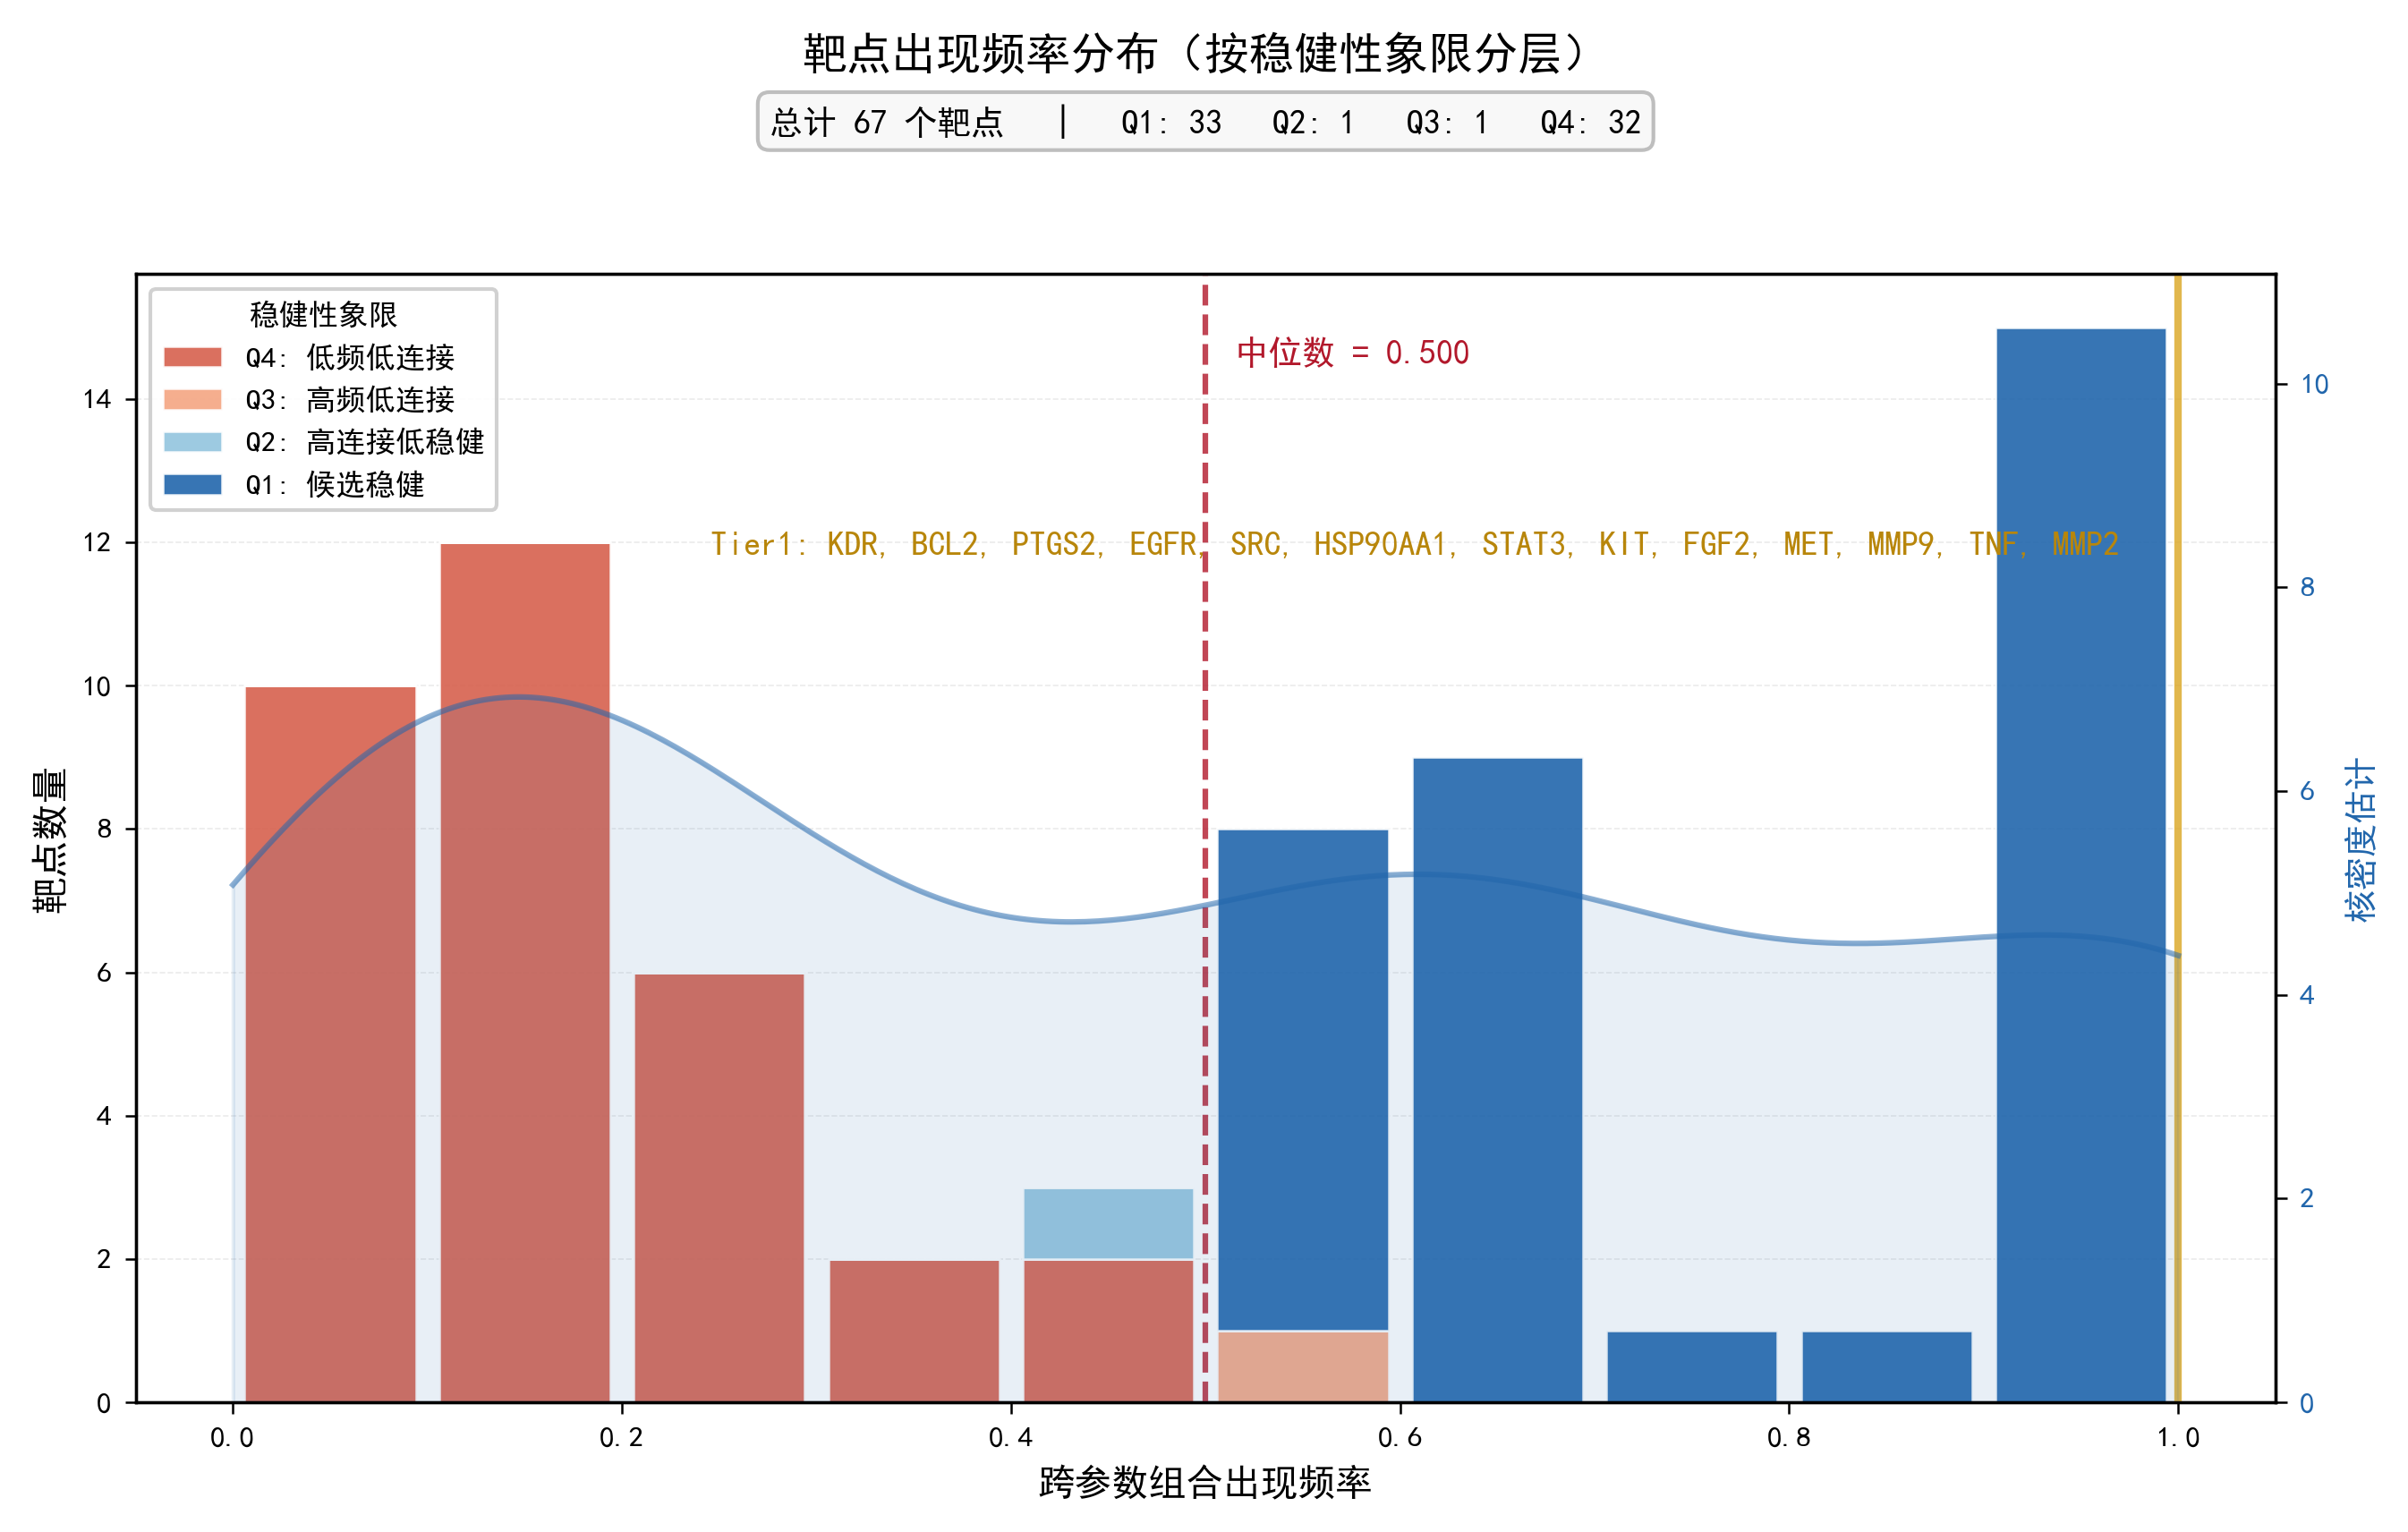 靶点出现频率分布（按稳健性象限分层）
总计 67 个靶点 | Q1: 33 Q2: 1 Q3: 1 Q4: 32
稳健性象限
Q4: 低频低连接
Q3: 高频低连接
Q2: 高连接低稳健
Q1: 候选稳健
中位数 = 0.500
Tier1: KDR, BCL2, PTGS2, EGFR, SRC, HSP90AA1, STAT3, KIT, FGF2, MET, MMP9, TNF, MMP2
靶点数量
14
12
10
8
6
4
2
0
核密度估计
10
8
6
4
2
0
0.0 0.2 0.4 0.6 0.8 1.0
跨参数组合出现频率